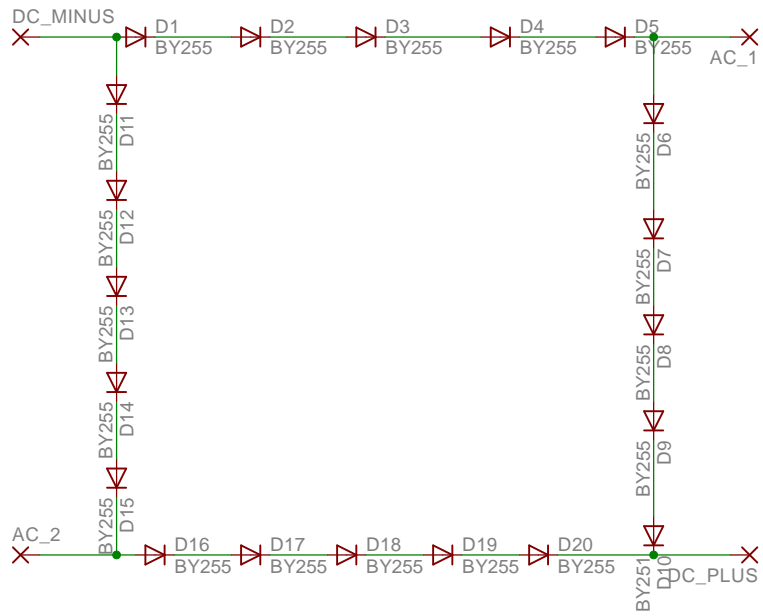 DC_MINUS
D1
BY255
D2
BY255
D3
BY255
D4
BY255
D5
BY255
AC_1
BY255
D11
BY255
D6
BY255
D12
BY255
D7
BY255
D13
BY255
D8
BY255
D14
BY255
D9
BY255
D15
AC_2
D16
BY255
D17
BY255
D18
BY255
D19
BY255
D20
BY255
BY251
D10
DC_PLUS